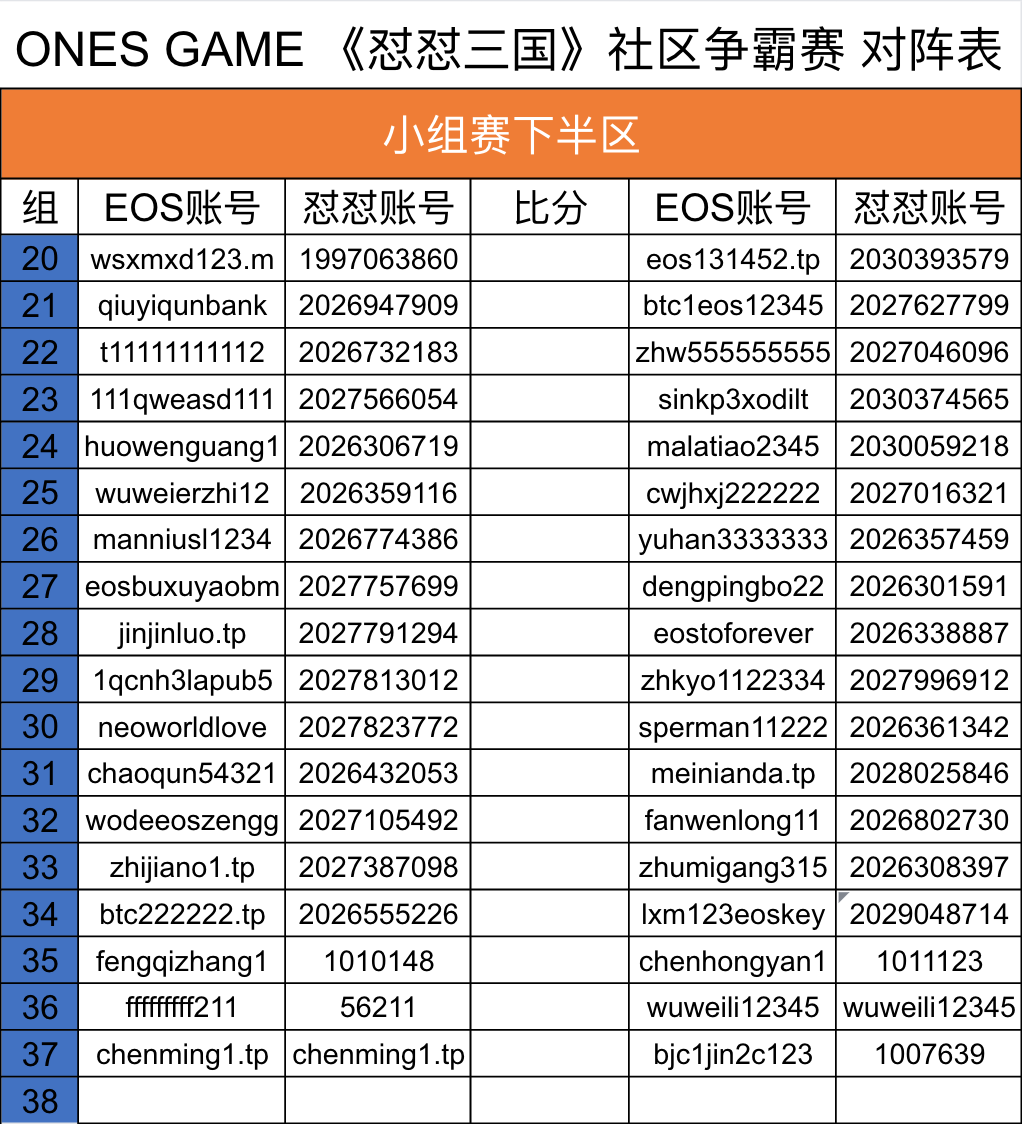 ONES GAME 《怼怼三国》社区争霸赛 对阵表
小组赛下半区
组 EOS账号 怼怼账号 比分 EOS账号 怼怼账号
20 wsxmxd123.m 1997063860 eos131452.tp 2030393579
21 qiuyiqunbank 2026947909 btc1eos12345 2027627799
22 t11111111112 2026732183 zhw555555555 2027046096
23 111qweasd111 2027566054 sinkp3xodilt 2030374565
24 huowenguang1 2026306719 malatiao2345 2030059218
25 wuweierzhi12 2026359116 cwjhxj222222 2027016321
26 manniusl1234 2026774386 yuhan3333333 2026357459
27 eosbuxuyaobm 2027757699 dengpingbo22 2026301591
28 jinjinluo.tp 2027791294 eostoforever 2026338887
29 1qcnh3lapub5 2027813012 zhkyo1122334 2027996912
30 neoworldlove 2027823772 sperman11222 2026361342
31 chaoqun54321 2026432053 meinianda.tp 2028025846
32 wodeeoszengg 2027105492 fanwenlong11 2026802730
33 zhijiano1.tp 2027387098 zhumigang315 2026308397
34 btc222222.tp 2026555226 lxm123eoskey 2029048714
35 fengqizhang1 1010148 chenhongyan1 1011123
36 fffffffff211 56211 wuweili12345 wuweili12345
37 chenming1.tp chenming1.tp bjc1jin2c123 1007639
38